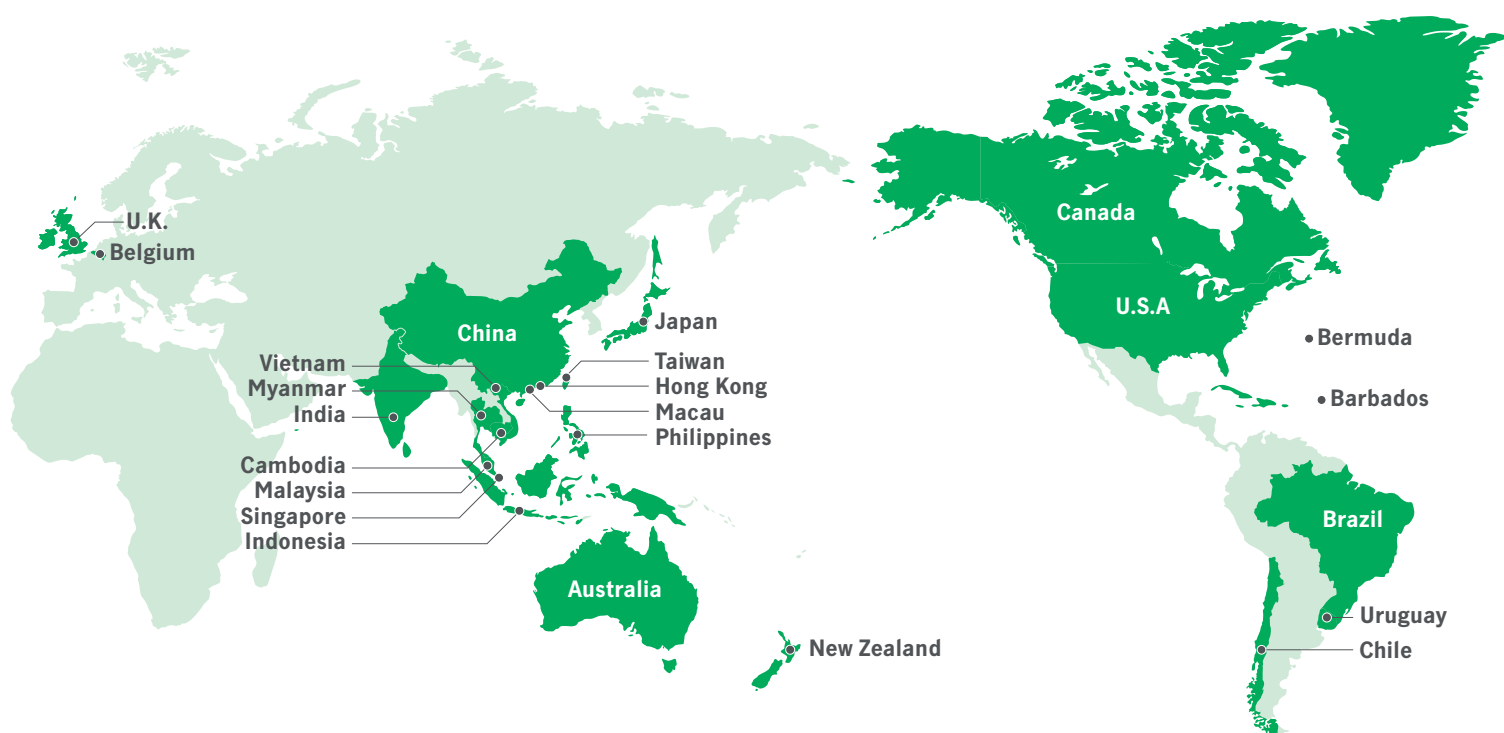 U.K.
Belgium
China
Japan
Vietnam
Myanmar
India
Taiwan
Hong Kong
Macau
Philippines
Cambodia
Malaysia
Singapore
Indonesia
Australia
New Zealand
Canada
U.S.A
Bermuda
Barbados
Brazil
Uruguay
Chile